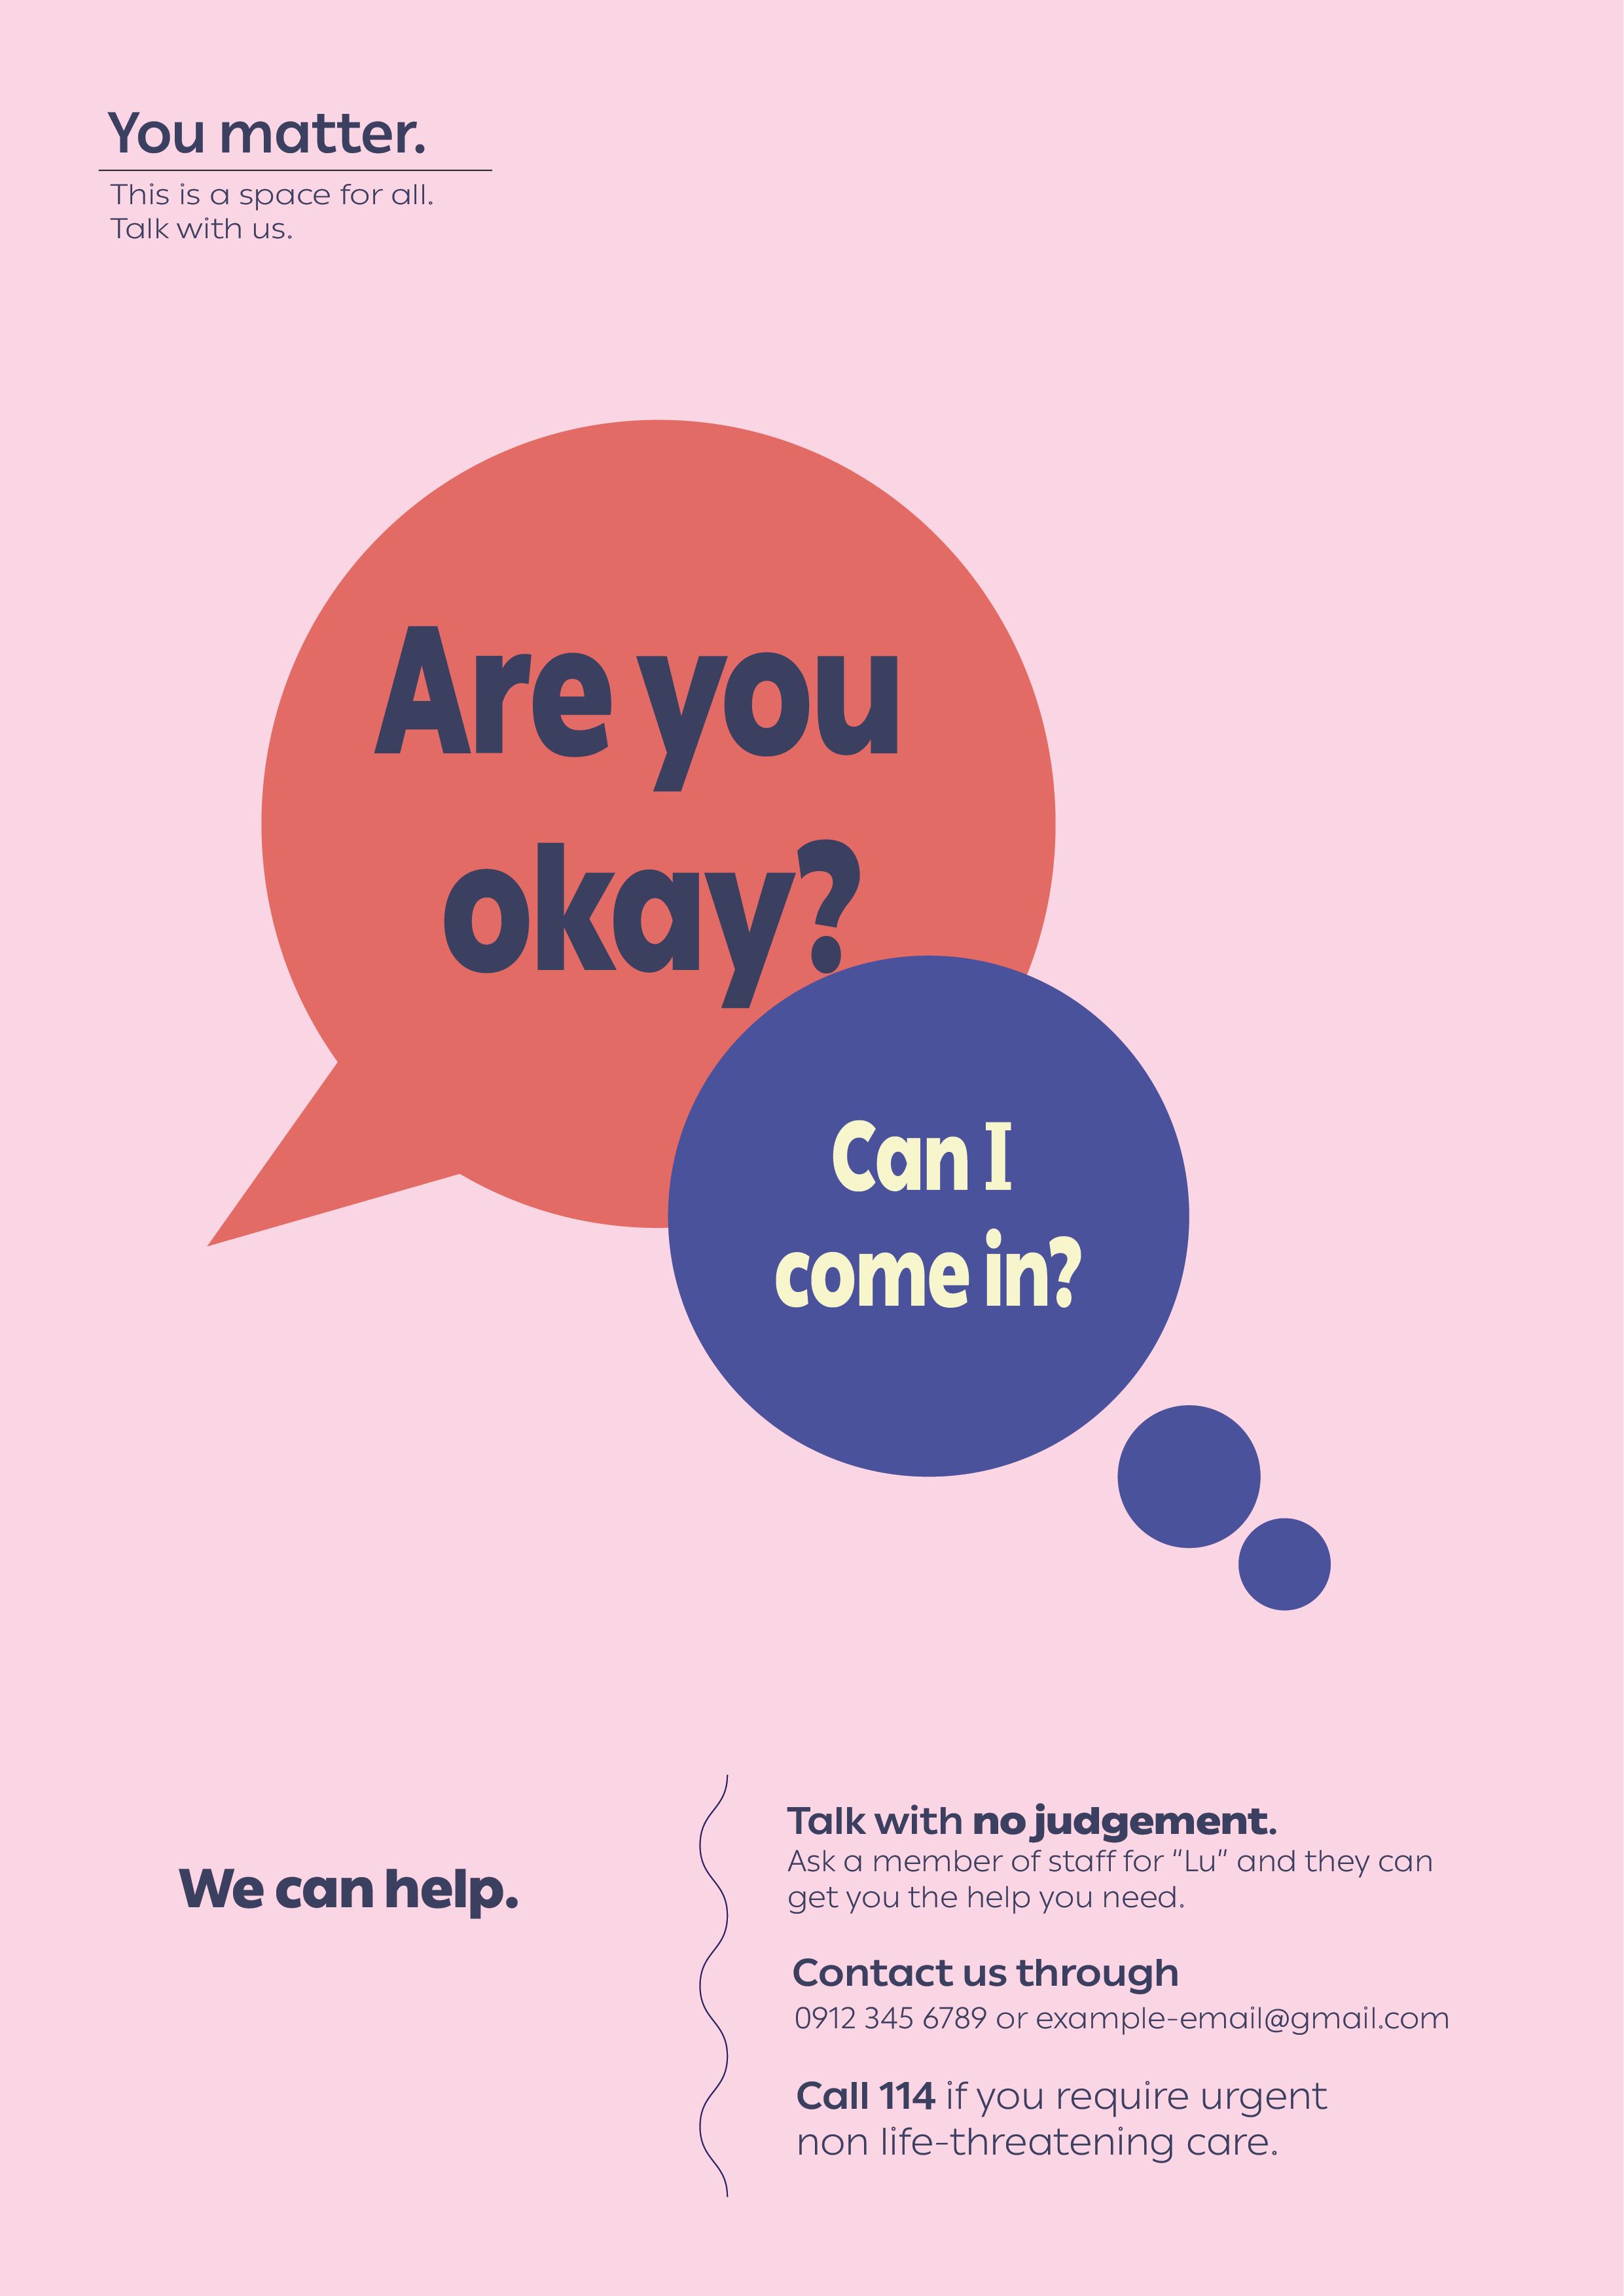 You matter.
This is a space for all.
Talk with us.
Are you
okay?
Can I
come in?
We can help.
Talk with no judgement.
Ask a member of staff for “Lu” and they can
get you the help you need.
Contact us through
0912 345 6789 or example-email@gmail.com
Call 114 if you require urgent
non life-threatening care.